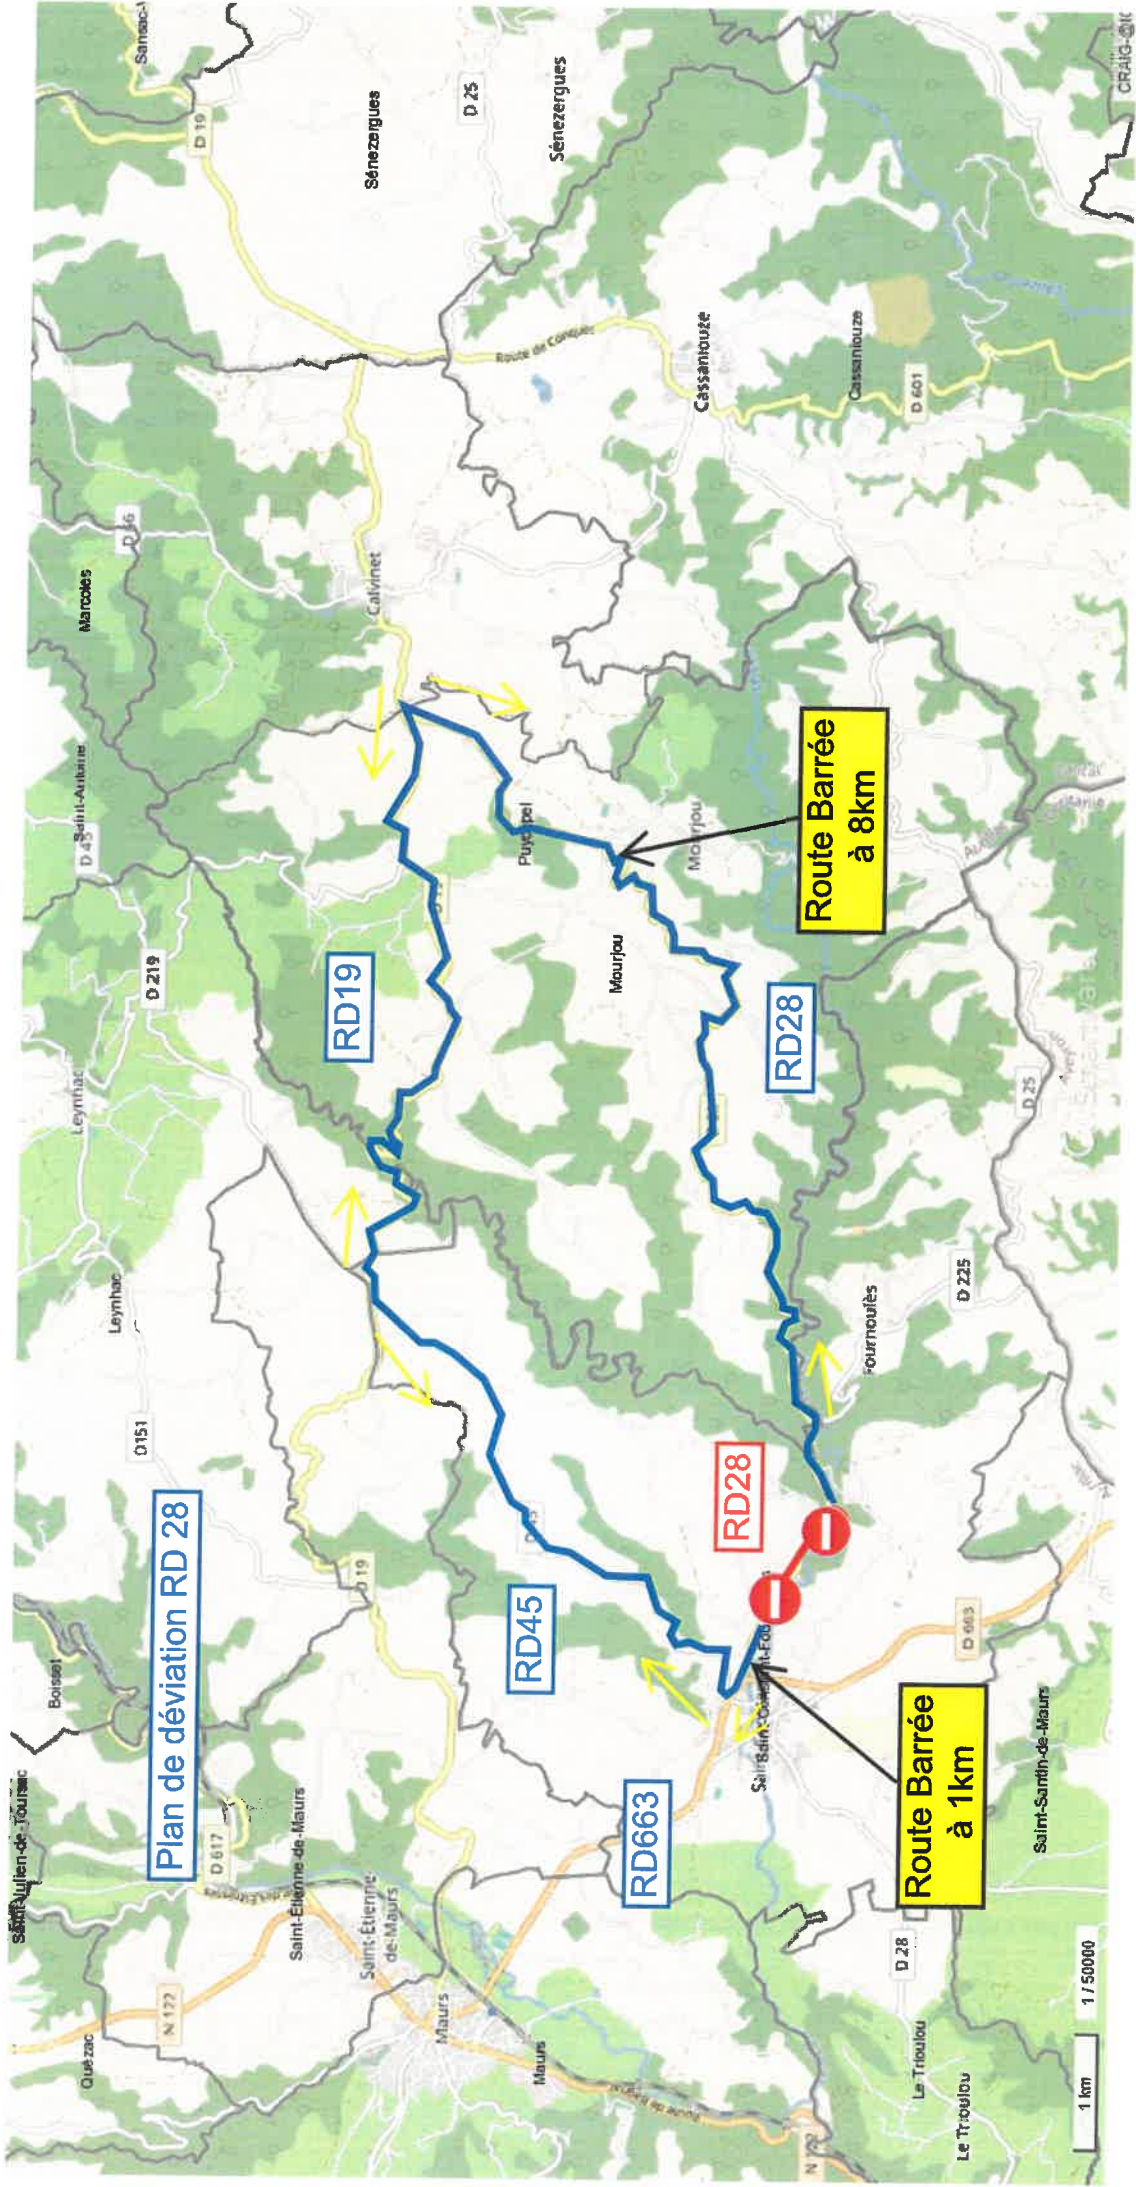 Plan de déviation RD 28
Boisset
Quézac
N 122
D 617
Saint-Étienne-de-Maurs
Saint-Étienne
de-Maurs
Maurs
Maurs
D 19
D151
Leynhac
Leynhac
D 219
Saint-Antoine
Marcolès
D 19
D 25
Sénezergues
Sénezergues
Calvinet
Route de Conques
Cassaniouze
Cassaniouze
D 601
RD19
Puycapel
Mourjou
Mourjou
RD28
Route Barrée
à 8km
RD45
RD28
RD663
Route Barrée
à 1km
Fournoulès
D 225
D 25
D 663
Saint-Santin-de-Maurs
D 28
Le Trioulou
Le Trioulou
1 km
1 / 50000